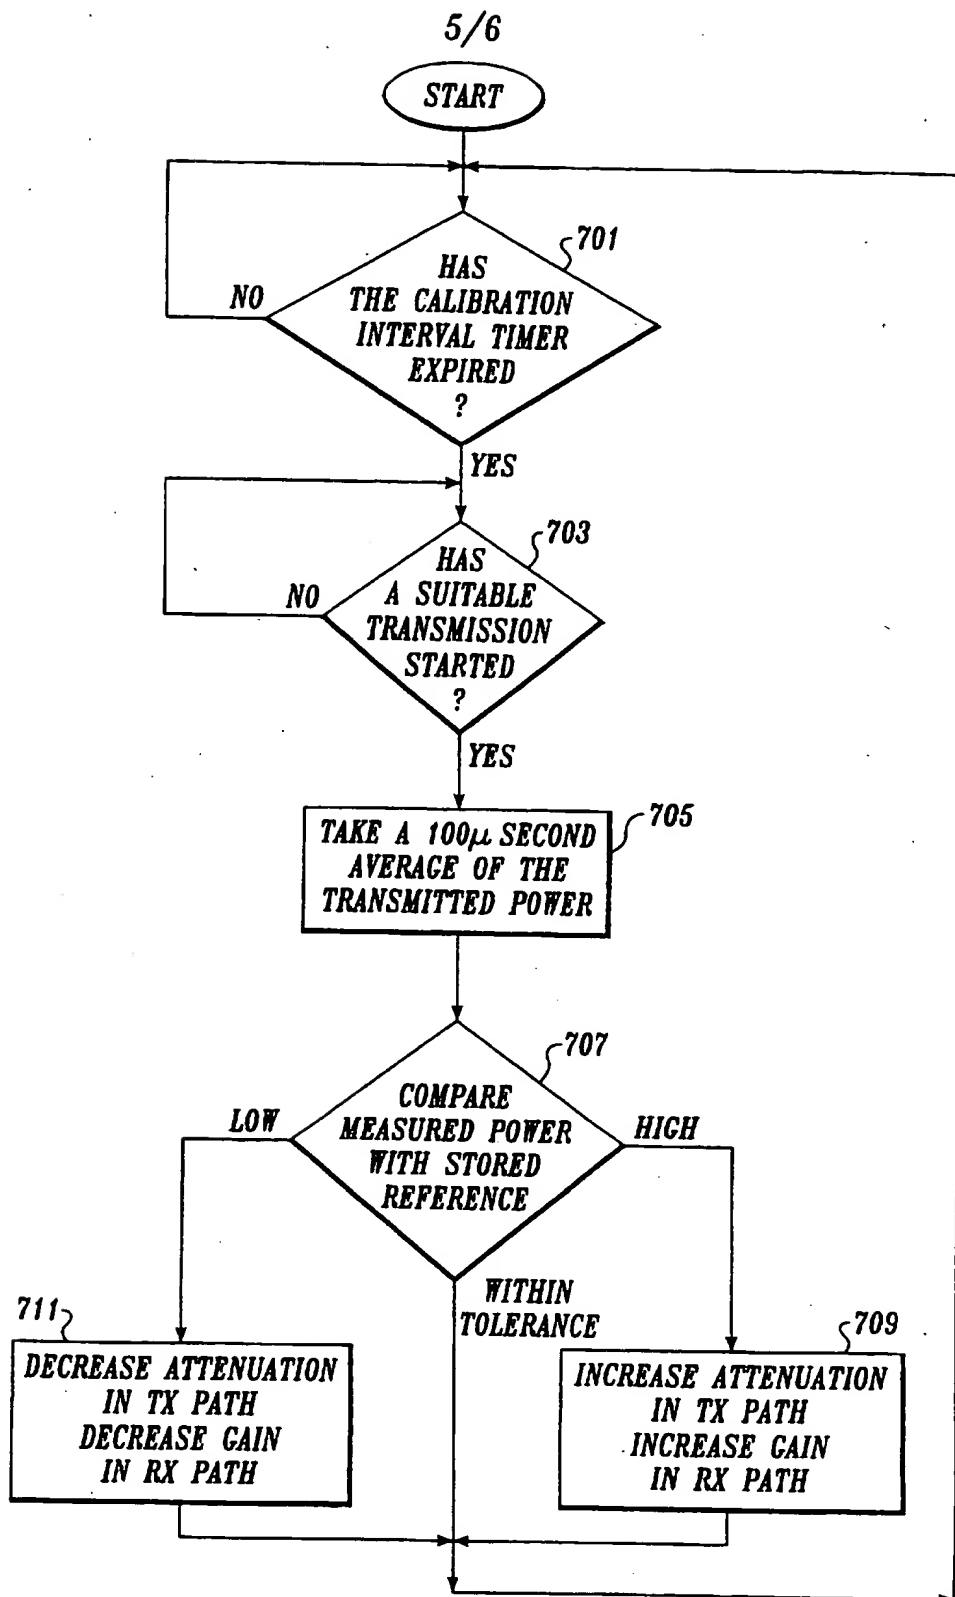 5/6
START
701
HAS
THE CALIBRATION
INTERVAL TIMER
EXPIRED
?
NO
YES
703
HAS
A SUITABLE
TRANSMISSION
STARTED
?
NO
YES
705
TAKE A 100μ SECOND
AVERAGE OF THE
TRANSMITTED POWER
707
COMPARE
MEASURED POWER
WITH STORED
REFERENCE
LOW
HIGH
WITHIN
TOLERANCE
711
DECREASE ATTENUATION
IN TX PATH
DECREASE GAIN
IN RX PATH
709
INCREASE ATTENUATION
IN TX PATH
INCREASE GAIN
IN RX PATH